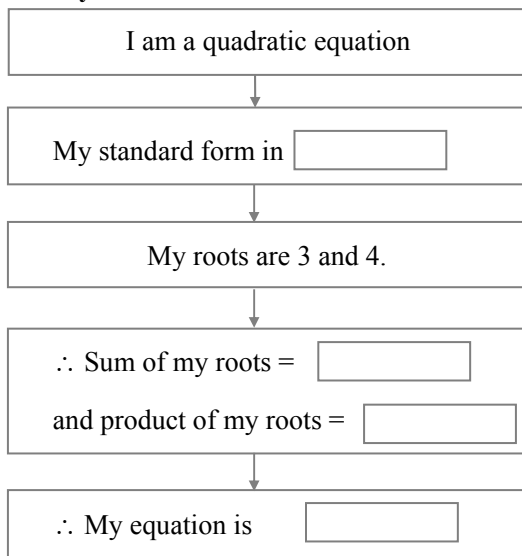 I am a quadratic equation
My standard form in
My roots are 3 and 4.
∴ Sum of my roots =
and product of my roots =
∴ My equation is